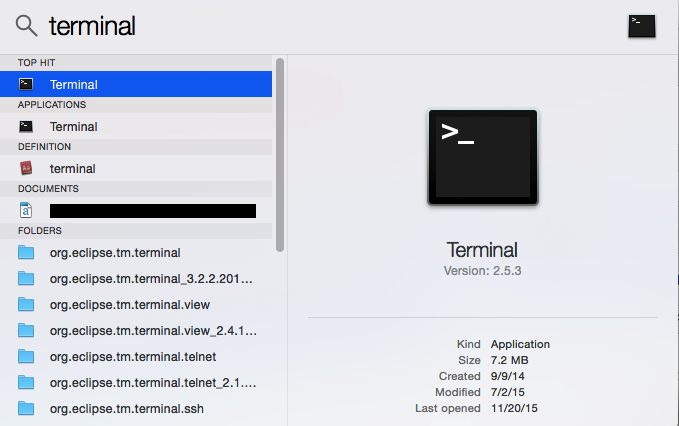 terminal
TOP HIT
Terminal
APPLICATIONS
Terminal
DEFINITION
terminal
DOCUMENTS
FOLDERS
org.eclipse.tm.terminal
org.eclipse.tm.terminal_3.2.2.201...
org.eclipse.tm.terminal.view
org.eclipse.tm.terminal.view_2.4.1...
org.eclipse.tm.terminal.telnet
org.eclipse.tm.terminal.telnet_2.1....
org.eclipse.tm.terminal.ssh
>_
Terminal
Version: 2.5.3
Kind Application
Size 7.2 MB
Created 9/9/14
Modified 7/2/15
Last opened 11/20/15